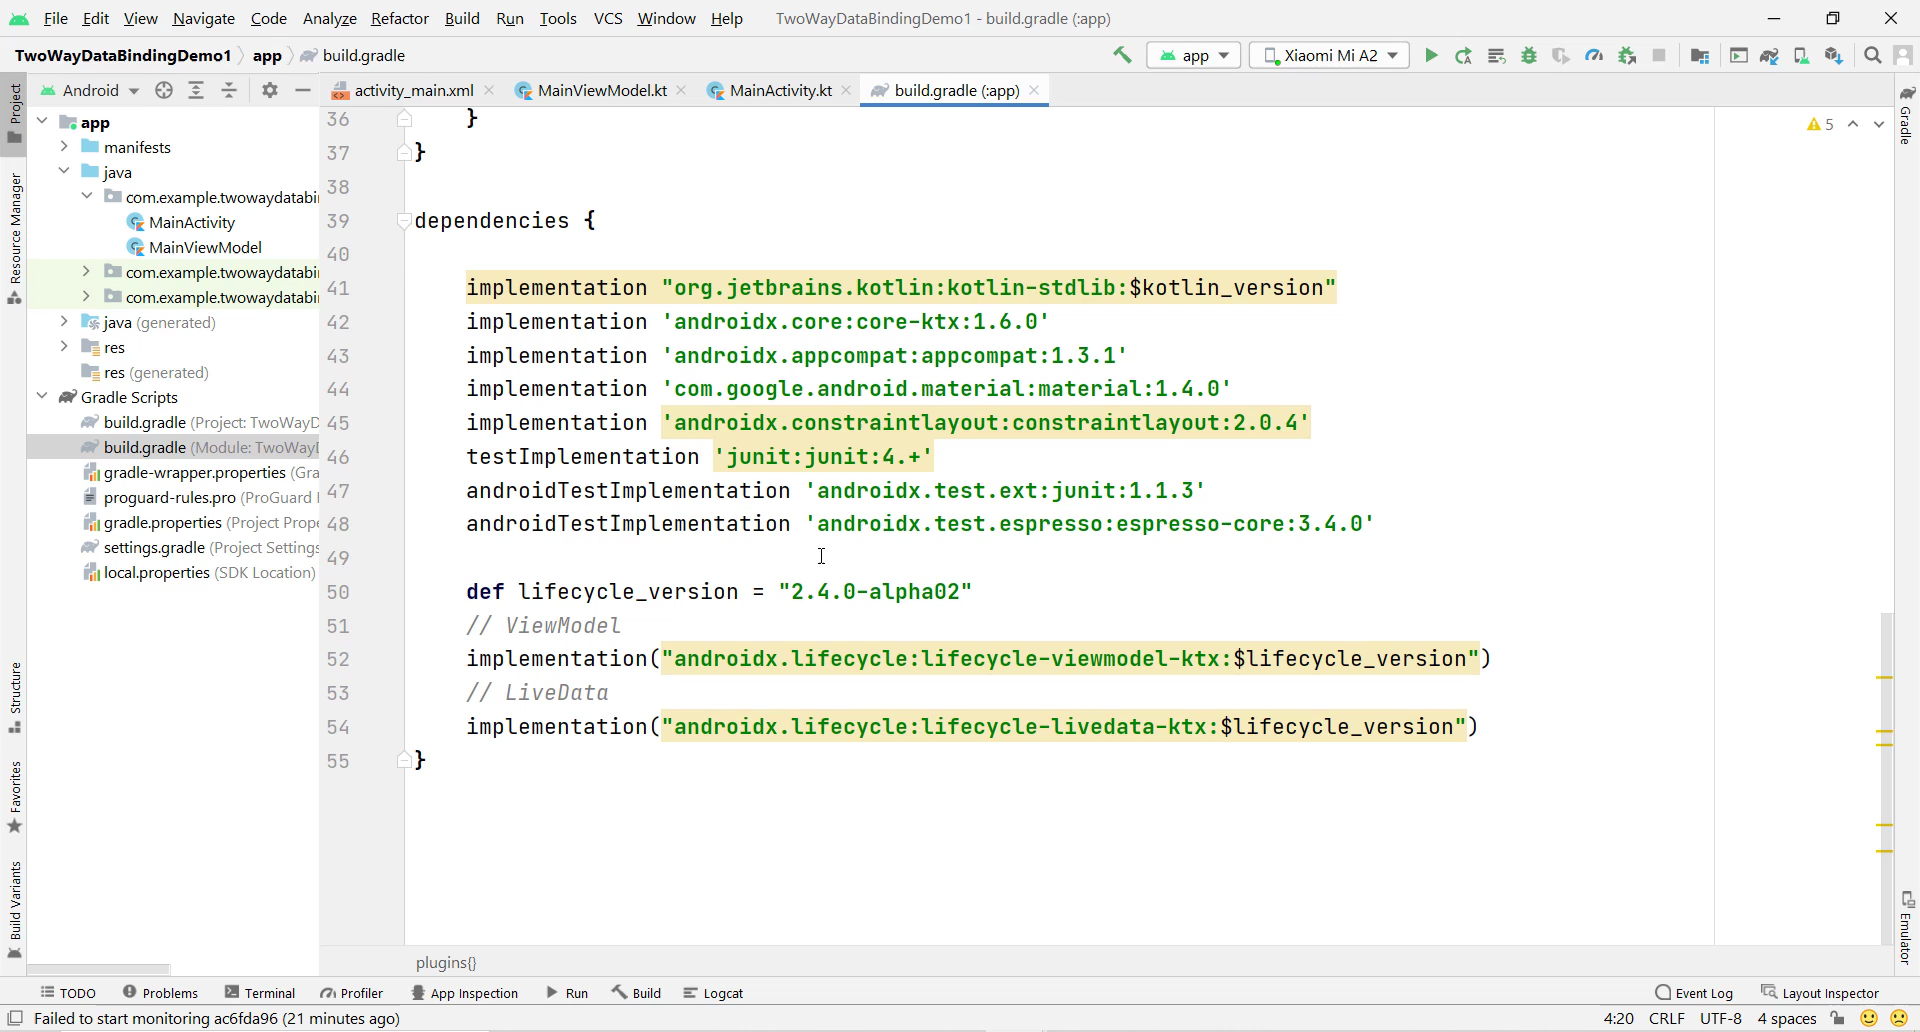 File Edit View Navigate Code Analyze Refactor Build Run Tools VCS Window Help TwoWayDataBindingDemo1 - build.gradle (:app)
TwoWayDataBindingDemo1 app build.gradle app Xiaomi Mi A2
Android activity_main.xml MainViewModel.kt MainActivity.kt build.gradle (:app)
Project
Resource Manager
Structure
Favorites
Build Variants
app
manifests
java
com.example.twowaydatabi
MainActivity
MainViewModel
com.example.twowaydatabi
com.example.twowaydatabi
java (generated)
res
res (generated)
Gradle Scripts
build.gradle (Project: TwoWayD
build.gradle (Module: TwoWayD
gradle-wrapper.properties (Gra
proguard-rules.pro (ProGuard
gradle.properties (Project Prope
settings.gradle (Project Settings
local.properties (SDK Location)
36 }
37 }
38
39 dependencies {
40
41 implementation "org.jetbrains.kotlin:kotlin-stdlib:$kotlin_version"
42 implementation 'androidx.core:core-ktx:1.6.0'
43 implementation 'androidx.appcompat:appcompat:1.3.1'
44 implementation 'com.google.android.material:material:1.4.0'
45 implementation 'androidx.constraintlayout:constraintlayout:2.0.4'
46 testImplementation 'junit:junit:4.+'
47 androidTestImplementation 'androidx.test.ext:junit:1.1.3'
48 androidTestImplementation 'androidx.test.espresso:espresso-core:3.4.0'
49
50 def lifecycle_version = "2.4.0-alpha02"
51 // ViewModel
52 implementation("androidx.lifecycle:lifecycle-viewmodel-ktx:$lifecycle_version")
53 // LiveData
54 implementation("androidx.lifecycle:lifecycle-livedata-ktx:$lifecycle_version")
55 }
5
Gradle
Emulator
plugins{}
TODO Problems Terminal Profiler App Inspection Run Build Logcat Event Log Layout Inspector
Failed to start monitoring ac6fda96 (21 minutes ago) 4:20 CRLF UTF-8 4 spaces